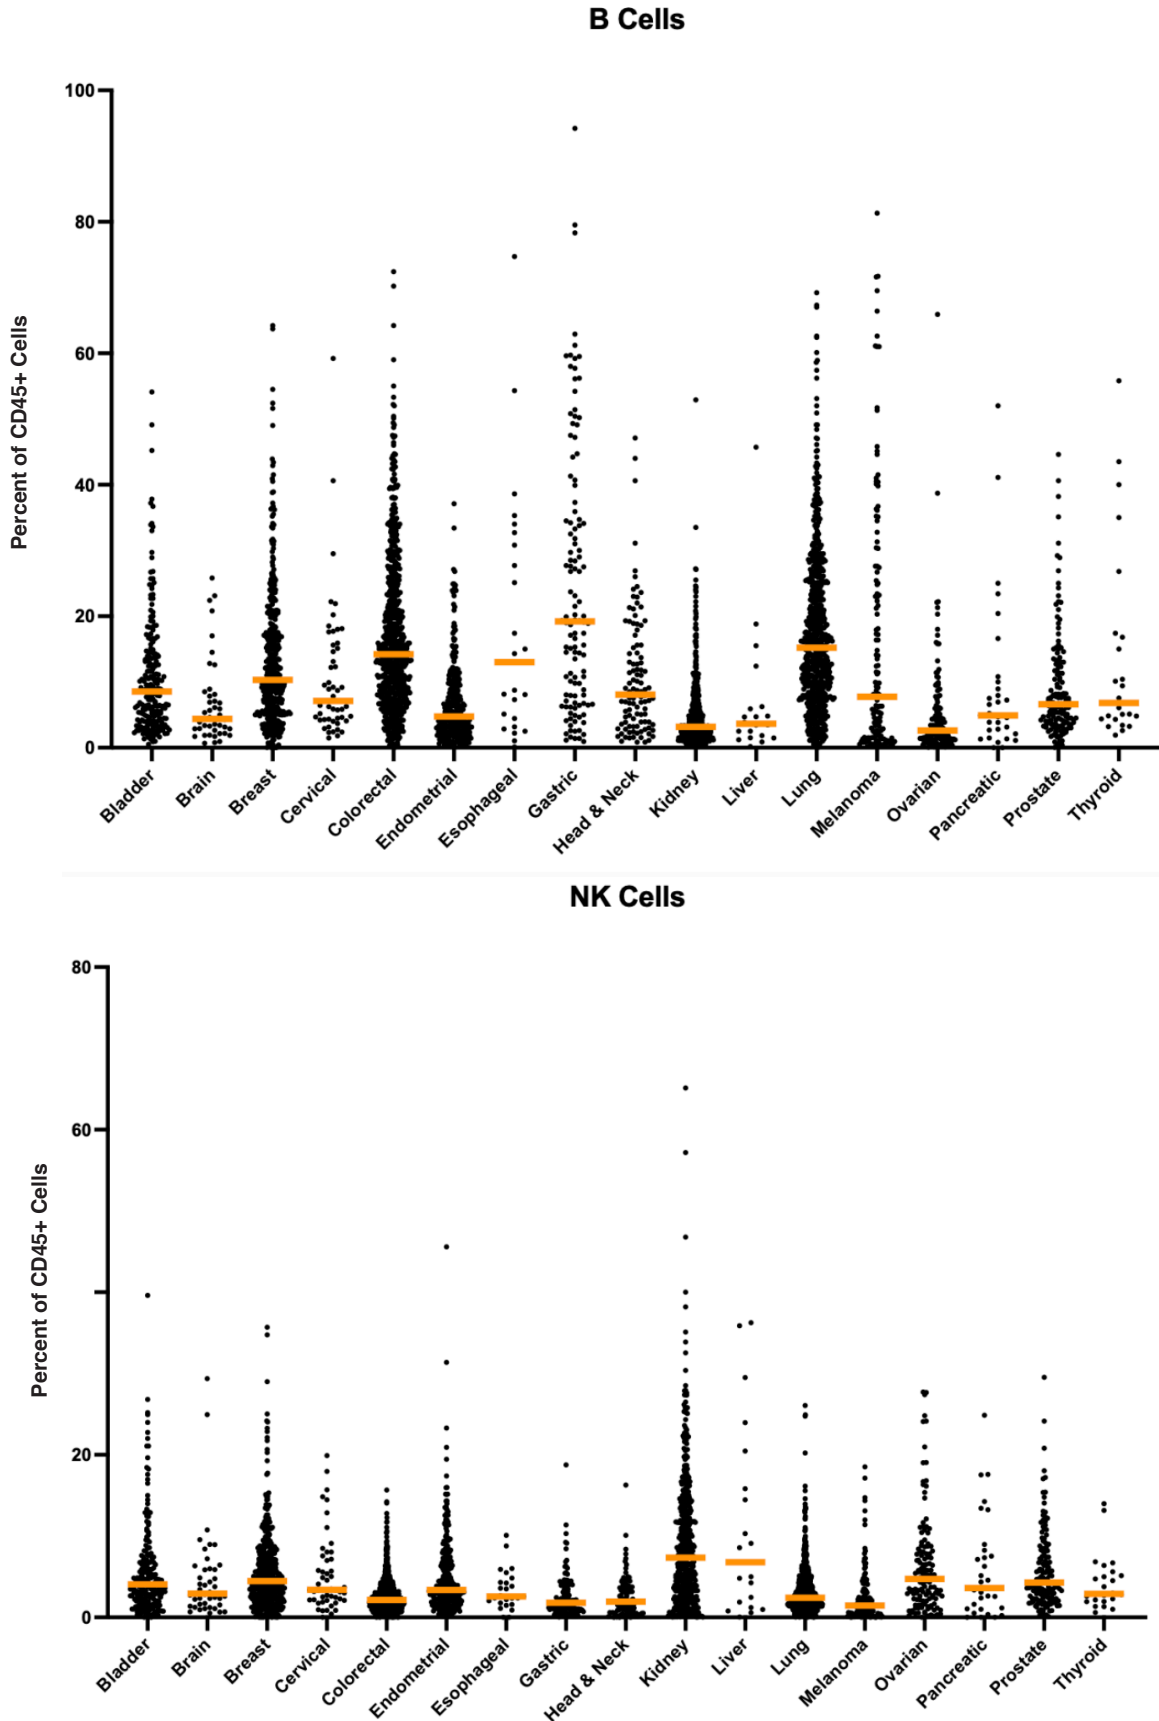 B Cells
Percent of CD45+ Cells
100
80
60
40
20
0
Bladder
Brain
Breast
Cervical
Colorectal
Endometrial
Esophageal
Gastric
Head & Neck
Kidney
Liver
Lung
Melanoma
Ovarian
Pancreatic
Prostate
Thyroid
NK Cells
Percent of CD45+ Cells
80
60
20
0
Bladder
Brain
Breast
Cervical
Colorectal
Endometrial
Esophageal
Gastric
Head & Neck
Kidney
Liver
Lung
Melanoma
Ovarian
Pancreatic
Prostate
Thyroid